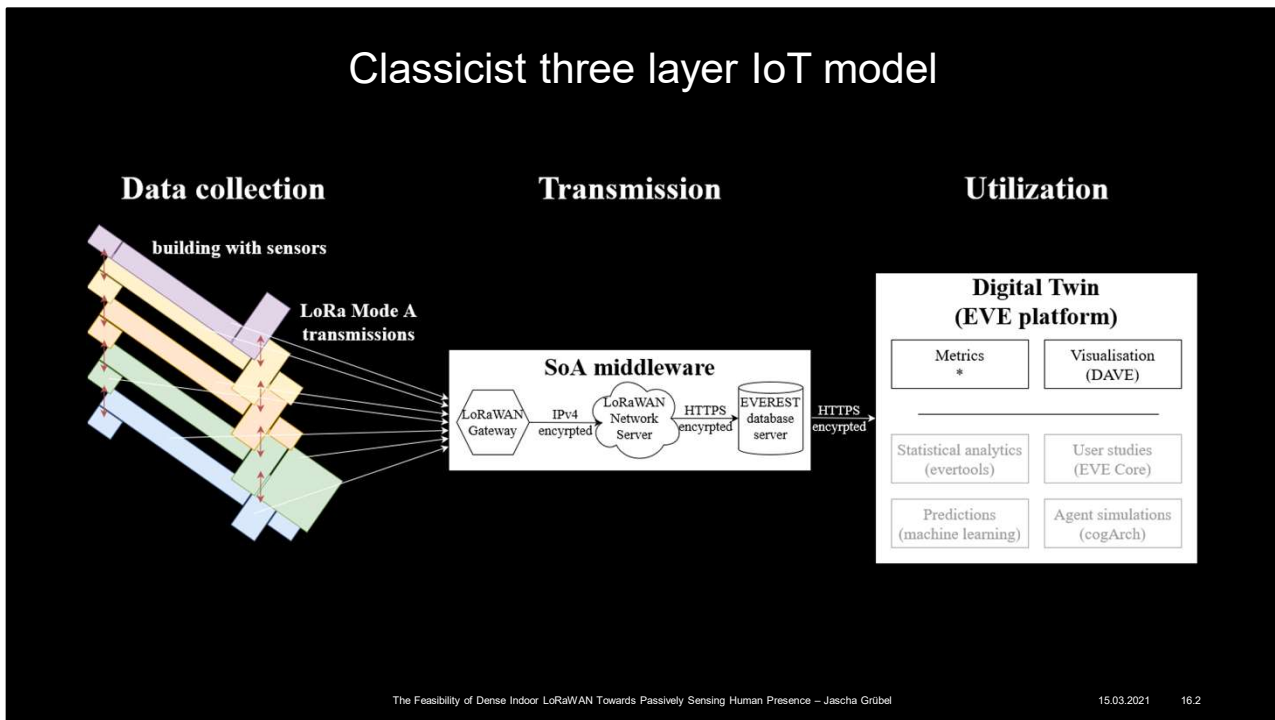 Classicist three layer IoT model
Data collection
Transmission
Utilization
building with sensors
LoRa Mode A
transmissions
SoA middleware
LoRaWAN
Gateway
IPv4
encyrpted
LoRaWAN
Network
Server
HTTPS
encyrpted
EVEREST
database
server
HTTPS
encyrpted
Digital Twin
(EVE platform)
Metrics
*
Visualisation
(DAVE)
Statistical analytics
(evertools)
User studies
(EVE Core)
Predictions
(machine learning)
Agent simulations
(cogArch)
The Feasibility of Dense Indoor LoRaWAN Towards Passively Sensing Human Presence – Jascha Grübel
15.03.2021
16.2